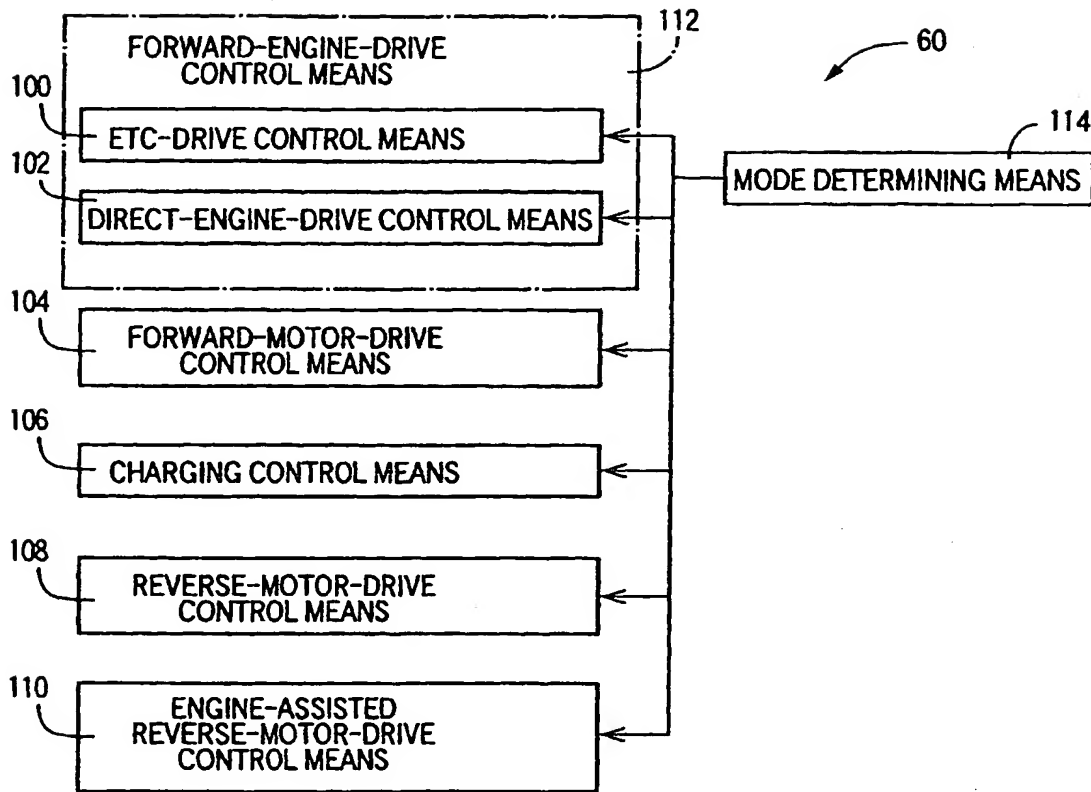 112
FORWARD-ENGINE-DRIVE
CONTROL MEANS
60
100
ETC-DRIVE CONTROL MEANS
114
MODE DETERMINING MEANS
102
DIRECT-ENGINE-DRIVE CONTROL MEANS
104
FORWARD-MOTOR-DRIVE
CONTROL MEANS
106
CHARGING CONTROL MEANS
108
REVERSE-MOTOR-DRIVE
CONTROL MEANS
110
ENGINE-ASSISTED
REVERSE-MOTOR-DRIVE
CONTROL MEANS